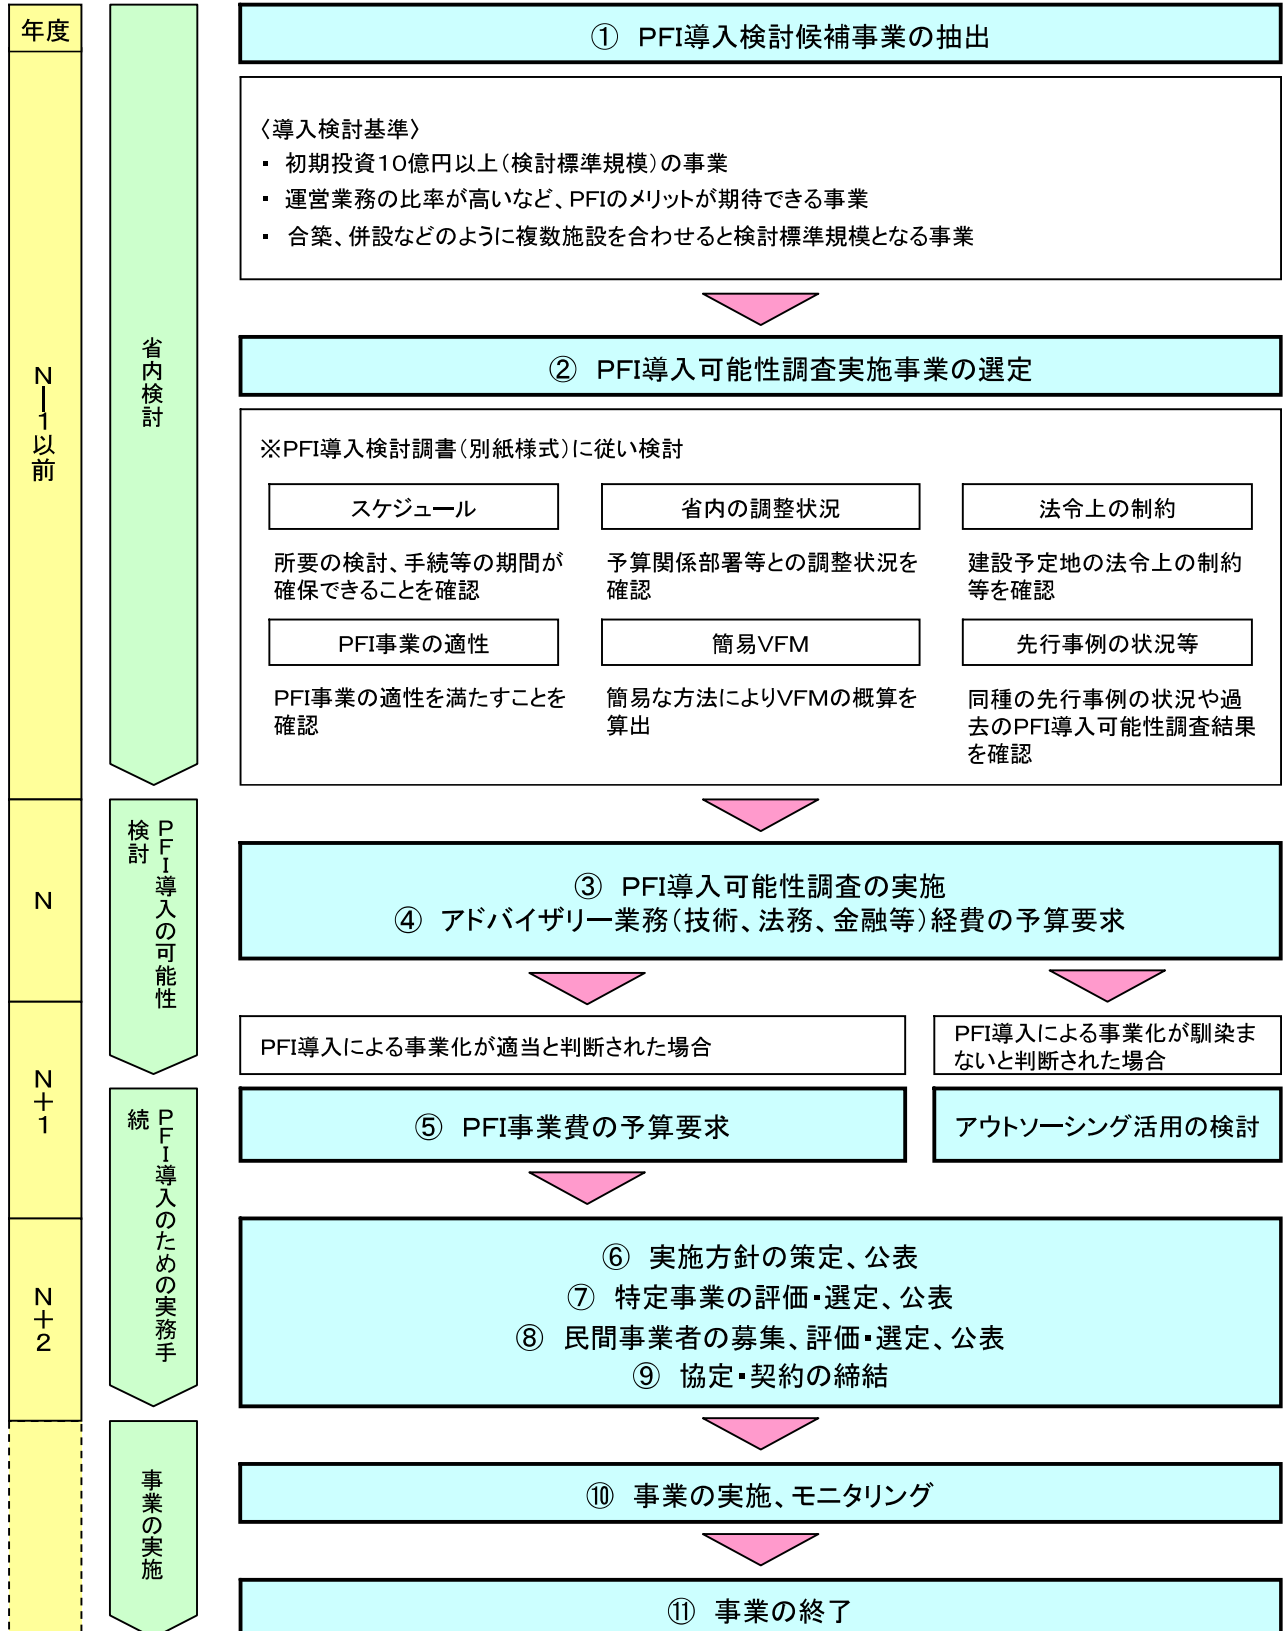 年度
① PFI導入検討候補事業の抽出
〈導入検討基準〉
・ 初期投資10億円以上(検討標準規模)の事業
・ 運営業務の比率が高いなど、PFIのメリットが期待できる事業
・ 合築、併設などのように複数施設を合わせると検討標準規模となる事業
N―1以前
省内検討
② PFI導入可能性調査実施事業の選定
※PFI導入検討調書(別紙様式)に従い検討
スケジュール
所要の検討、手続等の期間が
確保できることを確認
省内の調整状況
予算関係部署等との調整状況を
確認
法令上の制約
建設予定地の法令上の制約
等を確認
PFI事業の適性
PFI事業の適性を満たすことを
確認
簡易VFM
簡易な方法によりVFMの概算を
算出
先行事例の状況等
同種の先行事例の状況や過
去のPFI導入可能性調査結果
を確認
N
PFI導入の可能性
検討
③ PFI導入可能性調査の実施
④ アドバイザリー業務(技術、法務、金融等)経費の予算要求
N+1
PFI導入による事業化が適当と判断された場合
PFI導入による事業化が馴染ま
ないと判断された場合
PFI導入のための実務手
続
⑤ PFI事業費の予算要求
アウトソーシング活用の検討
N+2
⑥ 実施方針の策定、公表
⑦ 特定事業の評価・選定、公表
⑧ 民間事業者の募集、評価・選定、公表
⑨ 協定・契約の締結
事業の実施
⑩ 事業の実施、モニタリング
⑪ 事業の終了